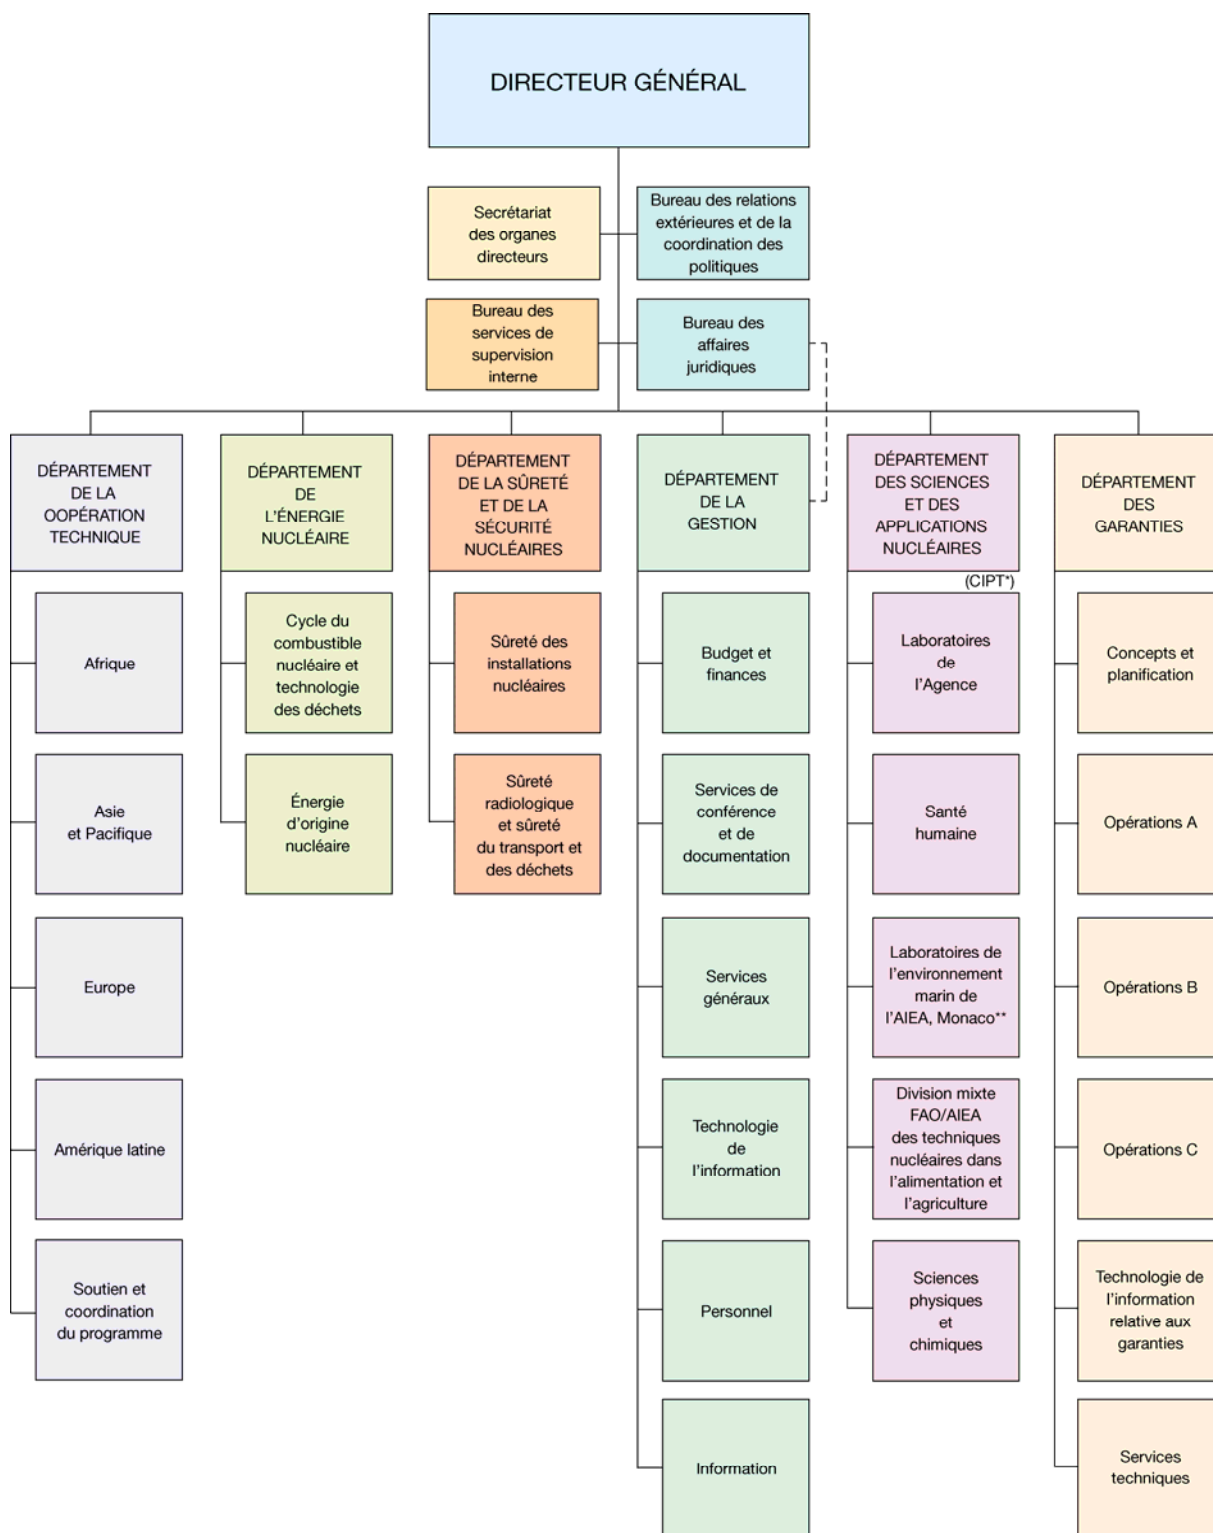 DIRECTEUR GÉNÉRAL
Secrétariat
des organes
directeurs
Bureau des relations
extérieures et de la
coordination des
politiques
Bureau des
services de
supervision
interne
Bureau des
affaires
juridiques
DÉPARTEMENT
DE LA
OOPÉRATION
TECHNIQUE
DÉPARTEMENT
DE
L'ÉNERGIE
NUCLÉAIRE
DÉPARTEMENT
DE LA SÛRETÉ
ET DE LA
SÉCURITÉ
NUCLÉAIRES
DÉPARTEMENT
DE LA
GESTION
DÉPARTEMENT
DES SCIENCES
ET DES
APPLICATIONS
NUCLÉAIRES
(CIPT*)
DÉPARTEMENT
DES
GARANTIES
Afrique
Cycle du
combustible
nucléaire et
technologie
des déchets
Sûreté des
installations
nucléaires
Budget et
finances
Laboratoires
de
l'Agence
Concepts et
planification
Asie
et Pacifique
Énergie
d'origine
nucléaire
Sûreté
radiologique
et sûreté
du transport et
des déchets
Services de
conférence
et de
documentation
Santé
humaine
Opérations A
Europe
Services
généraux
Laboratoires de
l'environnement
marin de
l'AIEA, Monaco**
Opérations B
Amérique latine
Technologie
de
l'information
Division mixte
FAO/AIEA
des techniques
nucléaires dans
l'alimentation et
l'agriculture
Opérations C
Soutien et
coordination
du programme
Personnel
Sciences
physiques
et
chimiques
Technologie de
l'information
relative aux
garanties
Information
Services
techniques